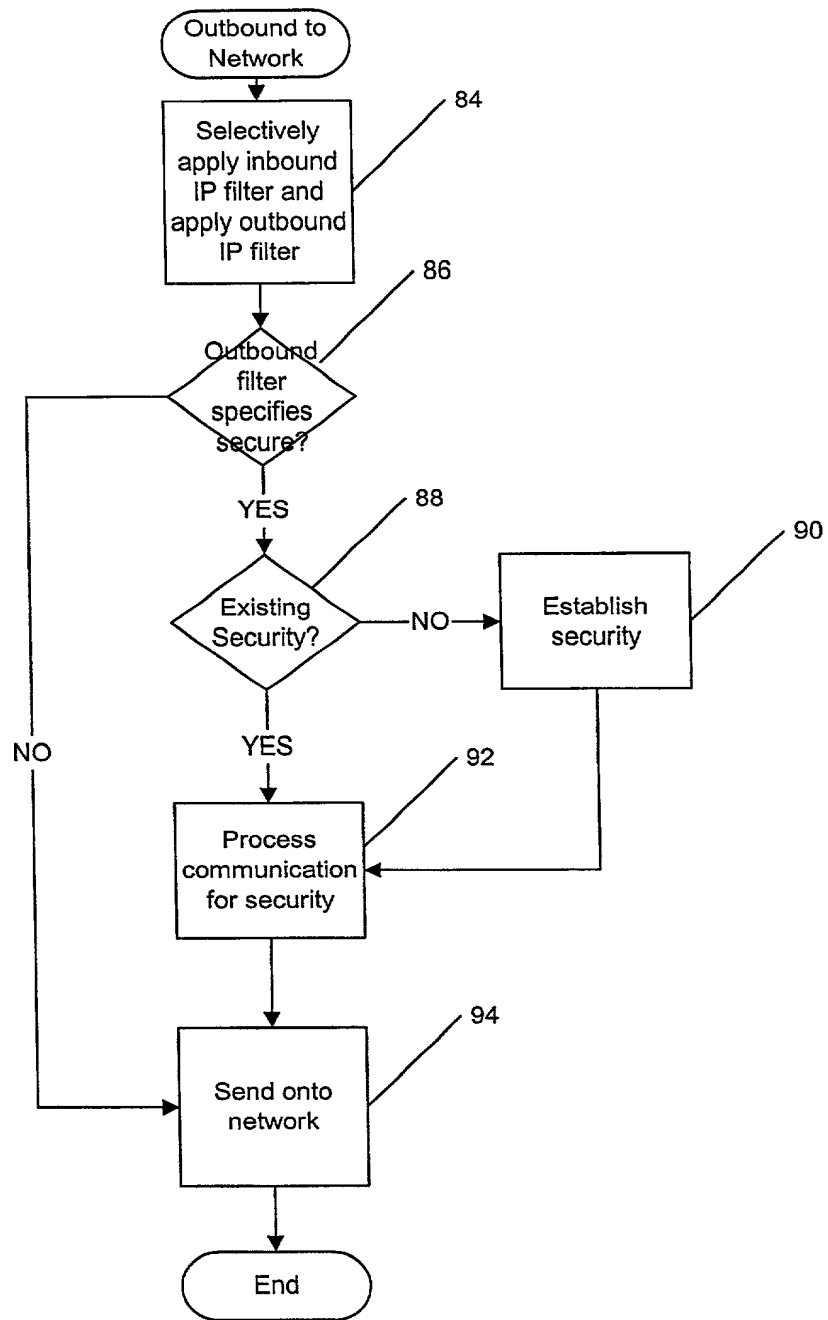 Outbound to
Network
84
Selectively
apply inbound
IP filter and
apply outbound
IP filter
86
Outbound
filter
specifies
secure?
YES
88
90
Existing
Security?
NO
Establish
security
NO
YES
92
Process
communication
for security
94
Send onto
network
End